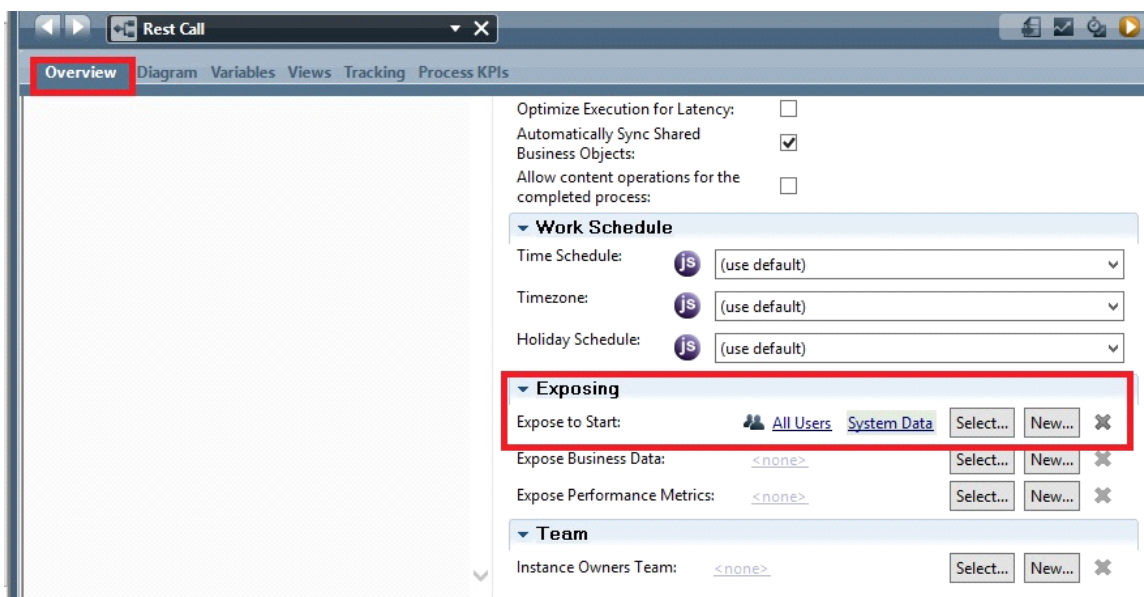 Rest Call
Overview Diagram Variables Views Tracking Process KPIs
Optimize Execution for Latency:
Automatically Sync Shared
Business Objects:
Allow content operations for the
completed process:
Work Schedule
Time Schedule: js (use default)
Timezone: js (use default)
Holiday Schedule: js (use default)
Exposing
Expose to Start: All Users System Data Select... New...
Expose Business Data: <none> Select... New...
Expose Performance Metrics: <none> Select... New...
Team
Instance Owners Team: <none> Select... New...